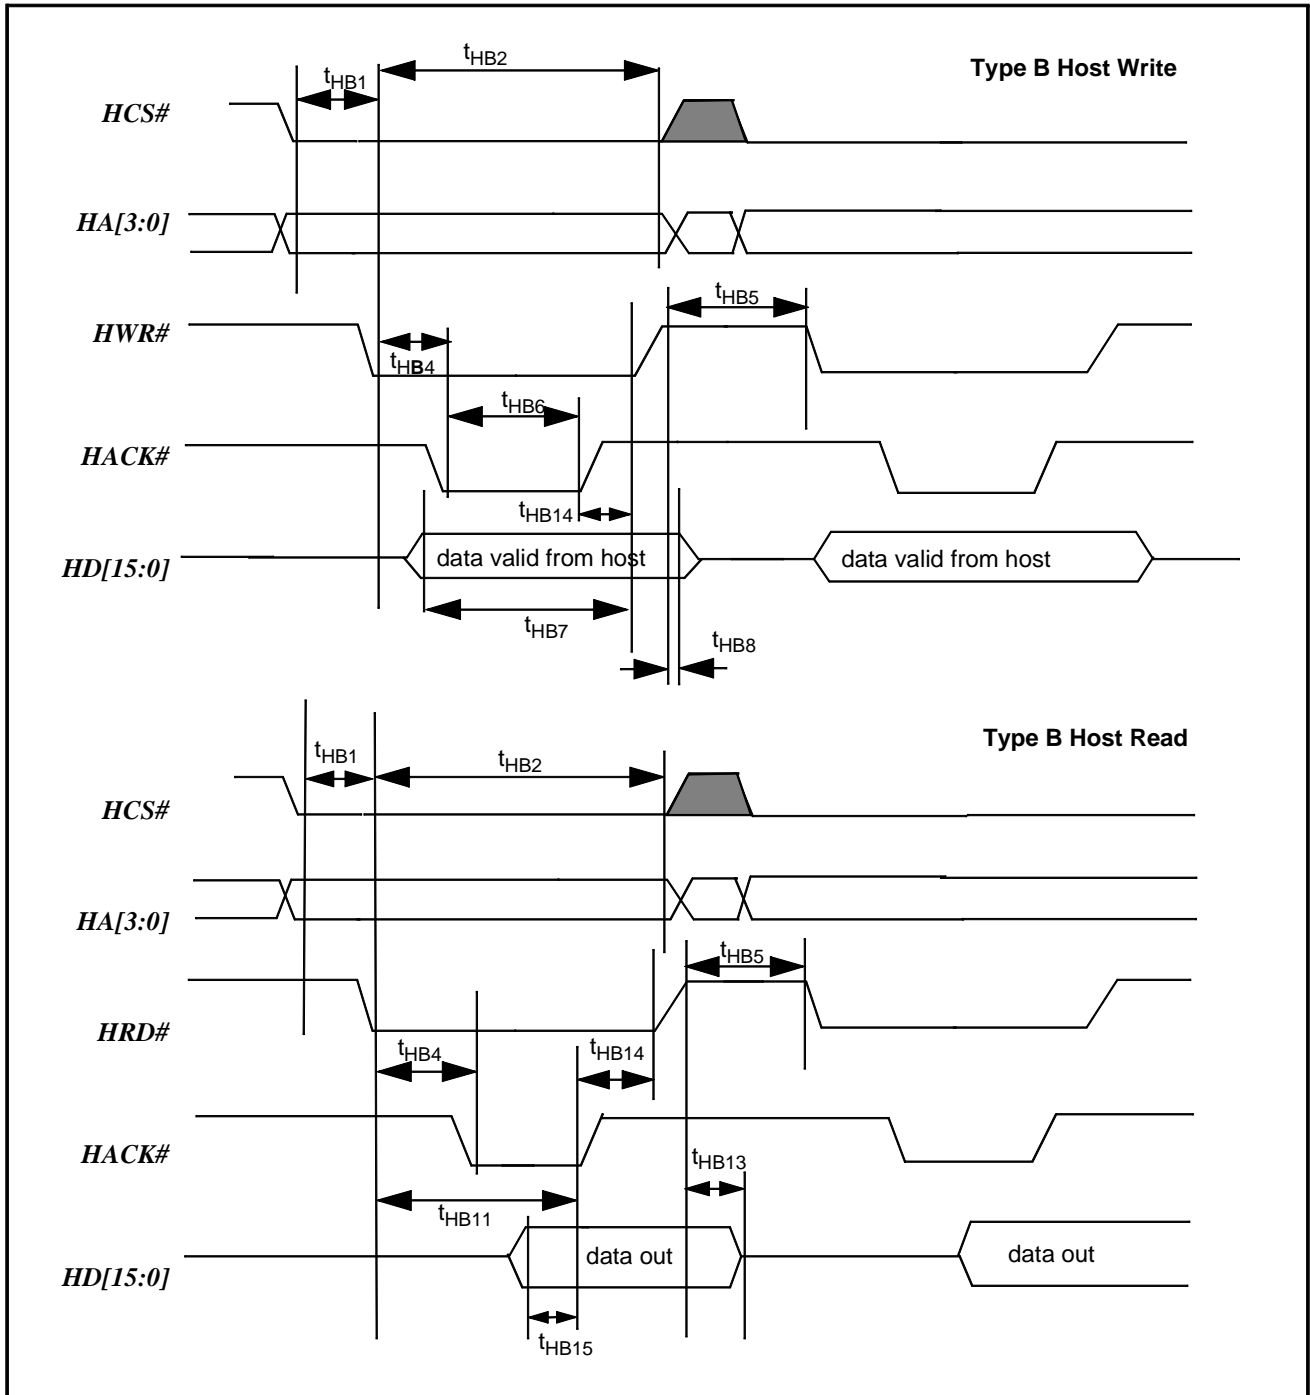 tHB2
Type B Host Write
tHB1
HCS#
HA[3:0]
tHB5
HWR#
tHB4
tHB6
HACK#
tHB14
data valid from host
data valid from host
HD[15:0]
tHB7
tHB8
Type B Host Read
tHB1
tHB2
HCS#
HA[3:0]
tHB5
HRD#
tHB4
tHB14
HACK#
tHB13
tHB11
data out
data out
HD[15:0]
tHB15